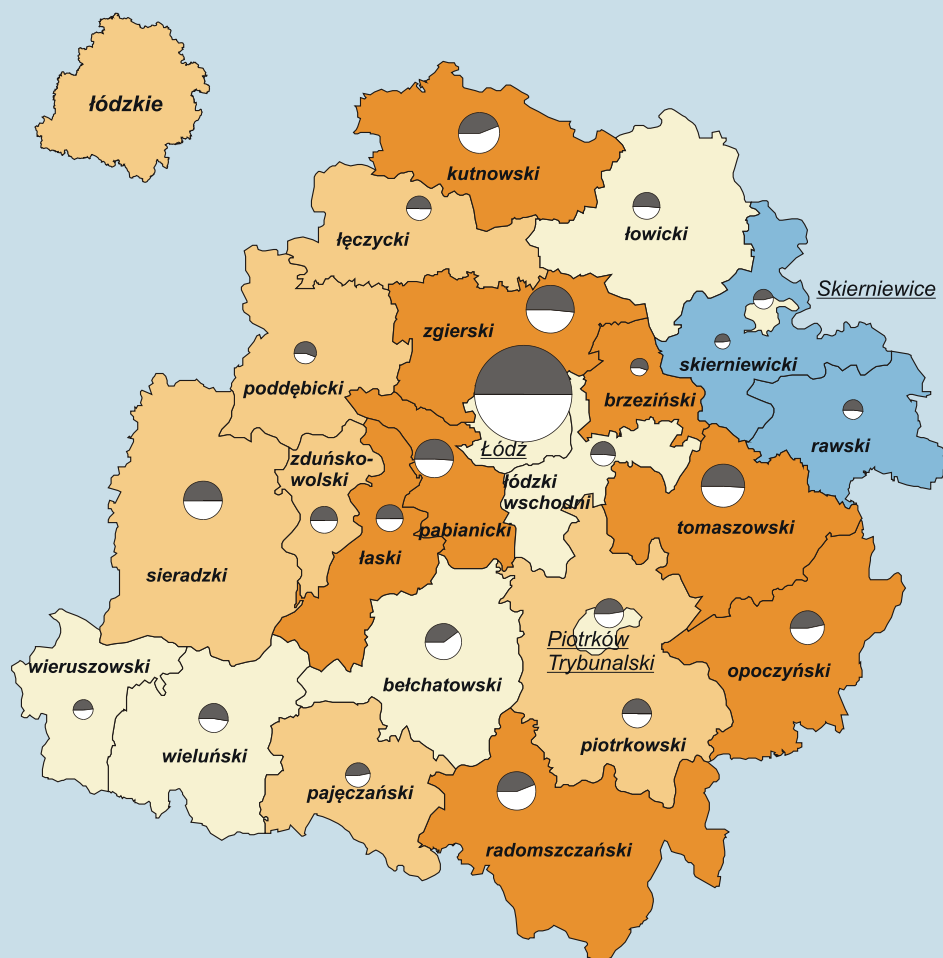 łódzkie
kutnowski
łowicki
łęczycki
Skierniewice
zgierski
skierniewicki
poddębicki
brzeziński
rawski
Łódź
zduńsko-
wolski
łódzki
wschodni
pabianicki
tomaszowski
łaski
sieradzki
Piotrków
Trybunalski
wieruszowski
opoczyński
bełchatowski
piotrkowski
wieluński
pajęczański
radomszczański